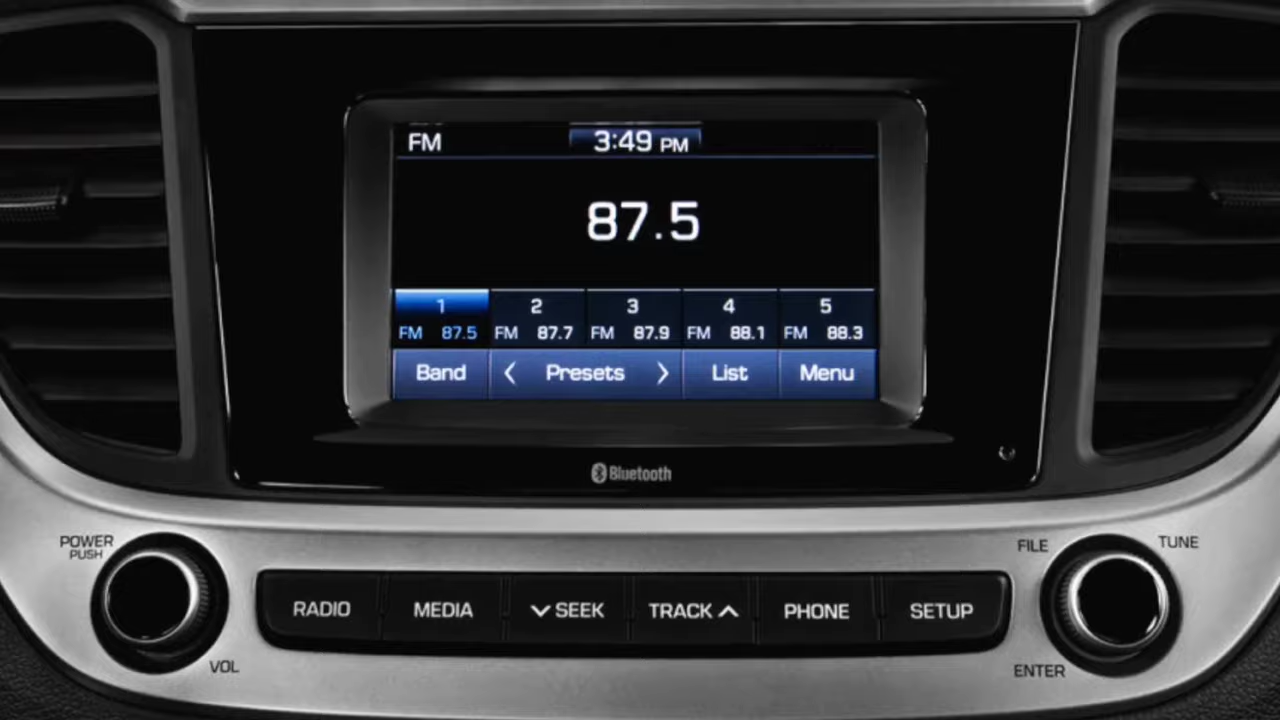 FM 3:49 PM
87.5
1 2 3 4 5
FM 87.5 FM 87.7 FM 87.9 FM 88.1 FM 88.3
Band < Presets > List Menu
Bluetooth
POWER
PUSH
VOL
RADIO MEDIA SEEK TRACK PHONE SETUP
FILE
TUNE
ENTER